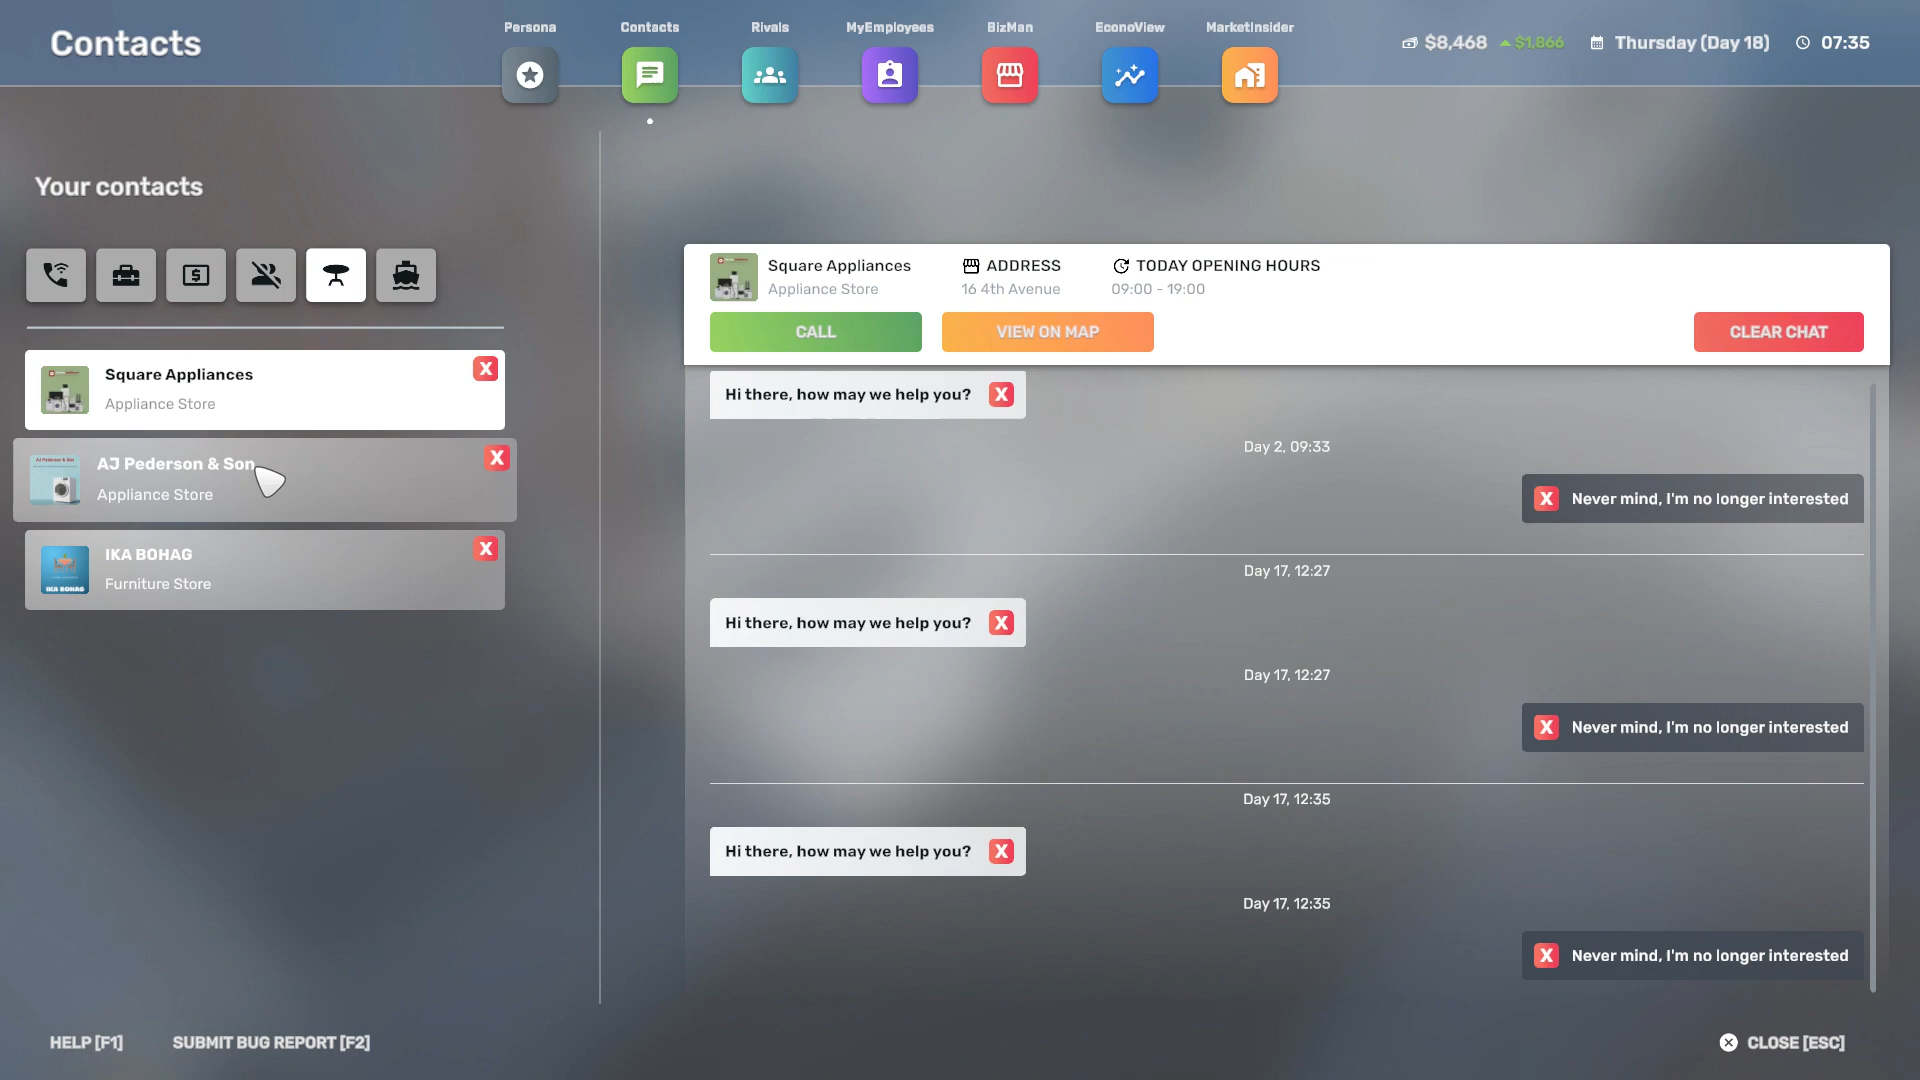 Contacts
Persona
Contacts
Rivals
MyEmployees
BizMan
EconoView
MarketInsider
$8,468
$1,866
Thursday (Day 18)
07:35
Your contacts
Square Appliances
Appliance Store
X
AJ Pederson & Son
Appliance Store
X
IKA BOHAG
IKA BOHAG
Furniture Store
X
Square Appliances
Appliance Store
ADDRESS
16 4th Avenue
TODAY OPENING HOURS
09:00 - 19:00
CALL
VIEW ON MAP
CLEAR CHAT
Hi there, how may we help you? X
Day 2, 09:33
X Never mind, I'm no longer interested
Day 17, 12:27
Hi there, how may we help you? X
Day 17, 12:27
X Never mind, I'm no longer interested
Day 17, 12:35
Hi there, how may we help you? X
Day 17, 12:35
X Never mind, I'm no longer interested
HELP [F1]
SUBMIT BUG REPORT [F2]
CLOSE [ESC]